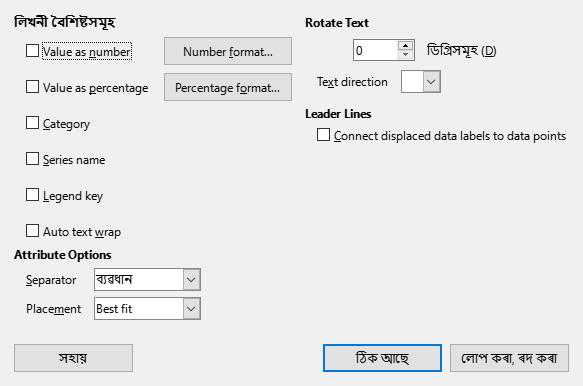 লিখনী বৈশিষ্টসমূহ
Value as number
Number format...
Value as percentage
Percentage format...
Category
Series name
Legend key
Auto text wrap
Attribute Options
Separator
ব্যৱধান
Placement
Best fit
Rotate Text
0
ডিগ্ৰিসমূহ (D)
Text direction
Leader Lines
Connect displaced data labels to data points
সহায়
ঠিক আছে
লোপ কৰা, ৰদ কৰা